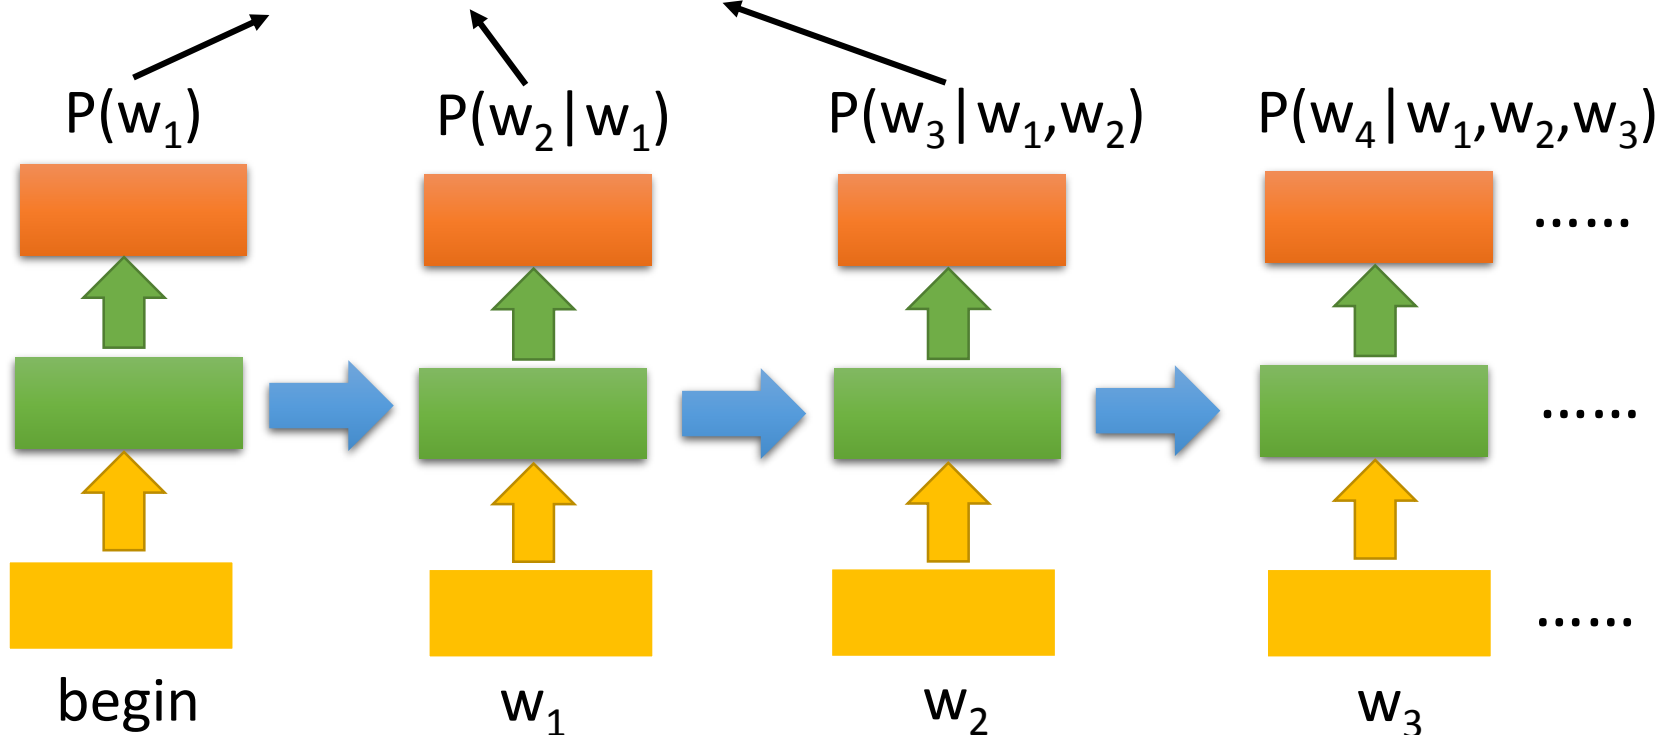 P(w₁) P(w₂|w₁) P(w₃|w₁,w₂) P(w₄|w₁,w₂,w₃)
......
......
......
begin w₁ w₂ w₃